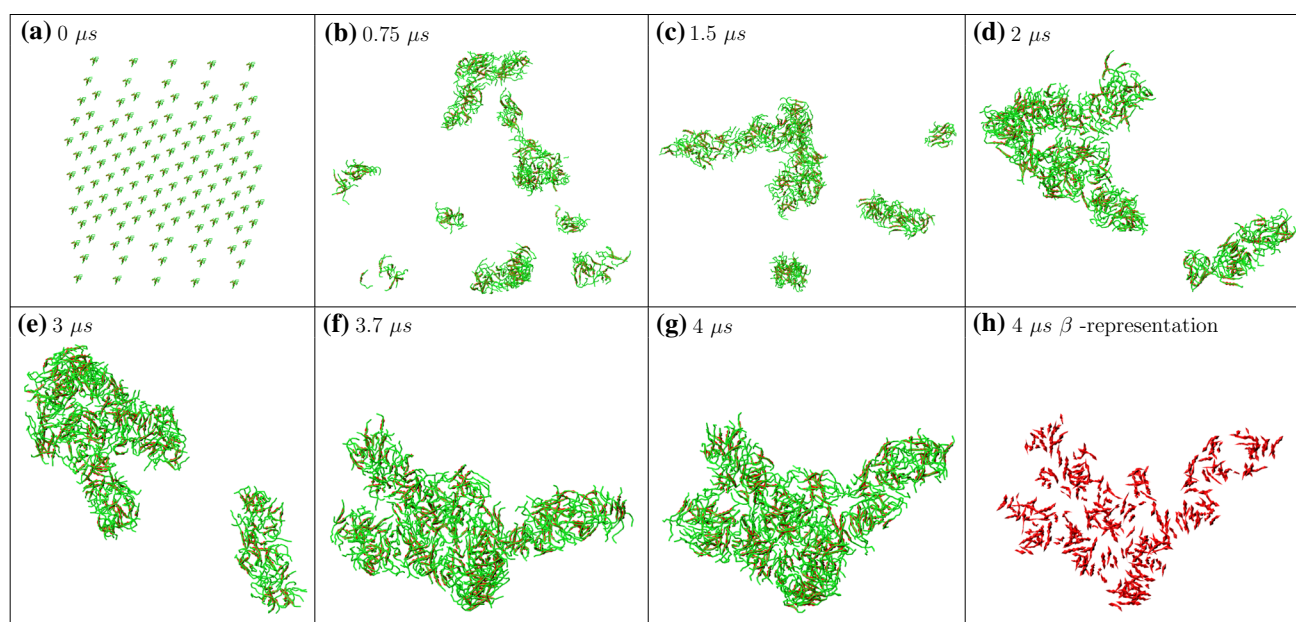 (a) 0 μs
(b) 0.75 μs
(c) 1.5 μs
(d) 2 μs
(e) 3 μs
(f) 3.7 μs
(g) 4 μs
(h) 4 μs β -representation